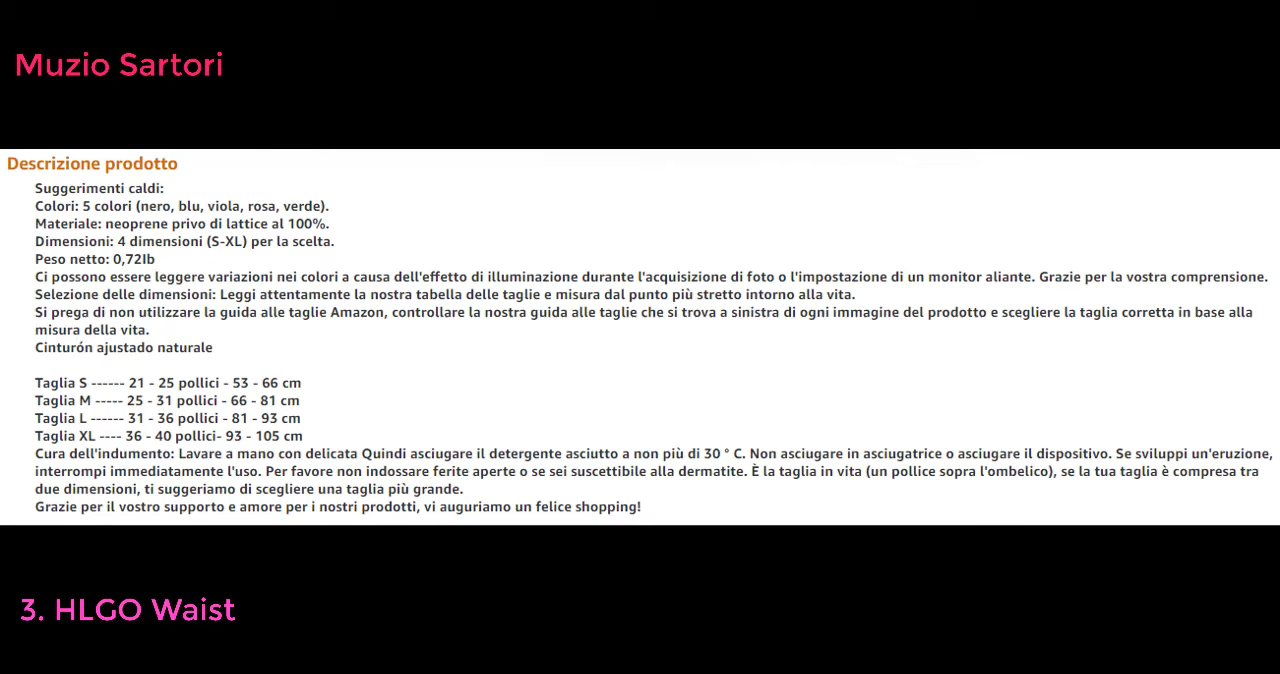 Muzio Sartori
Descrizione prodotto
Suggerimenti caldi:
Colori: 5 colori (nero, blu, viola, rosa, verde).
Materiale: neoprene privo di lattice al 100%.
Dimensioni: 4 dimensioni (S-XL) per la scelta.
Peso netto: 0,72Ib
Ci possono essere leggere variazioni nei colori a causa dell'effetto di illuminazione durante l'acquisizione di foto o l'impostazione di un monitor aliante. Grazie per la vostra comprensione.
Selezione delle dimensioni: Leggi attentamente la nostra tabella delle taglie e misura dal punto più stretto intorno alla vita.
Si prega di non utilizzare la guida alle taglie Amazon, controllare la nostra guida alle taglie che si trova a sinistra di ogni immagine del prodotto e scegliere la taglia corretta in base alla
misura della vita.
Cinturón ajustado naturale
Taglia S ------ 21 - 25 pollici - 53 - 66 cm
Taglia M ----- 25 - 31 pollici - 66 - 81 cm
Taglia L ------ 31 - 36 pollici - 81 - 93 cm
Taglia XL ---- 36 - 40 pollici- 93 - 105 cm
Cura dell'indumento: Lavare a mano con delicata Quindi asciugare il detergente asciutto a non più di 30 ° C. Non asciugare in asciugatrice o asciugare il dispositivo. Se sviluppi un'eruzione,
interrompi immediatamente l'uso. Per favore non indossare ferite aperte o se sei suscettibile alla dermatite. È la taglia in vita (un pollice sopra l'ombelico), se la tua taglia è compresa tra
due dimensioni, ti suggeriamo di scegliere una taglia più grande.
Grazie per il vostro supporto e amore per i nostri prodotti, vi auguriamo un felice shopping!
3. HLGO Waist